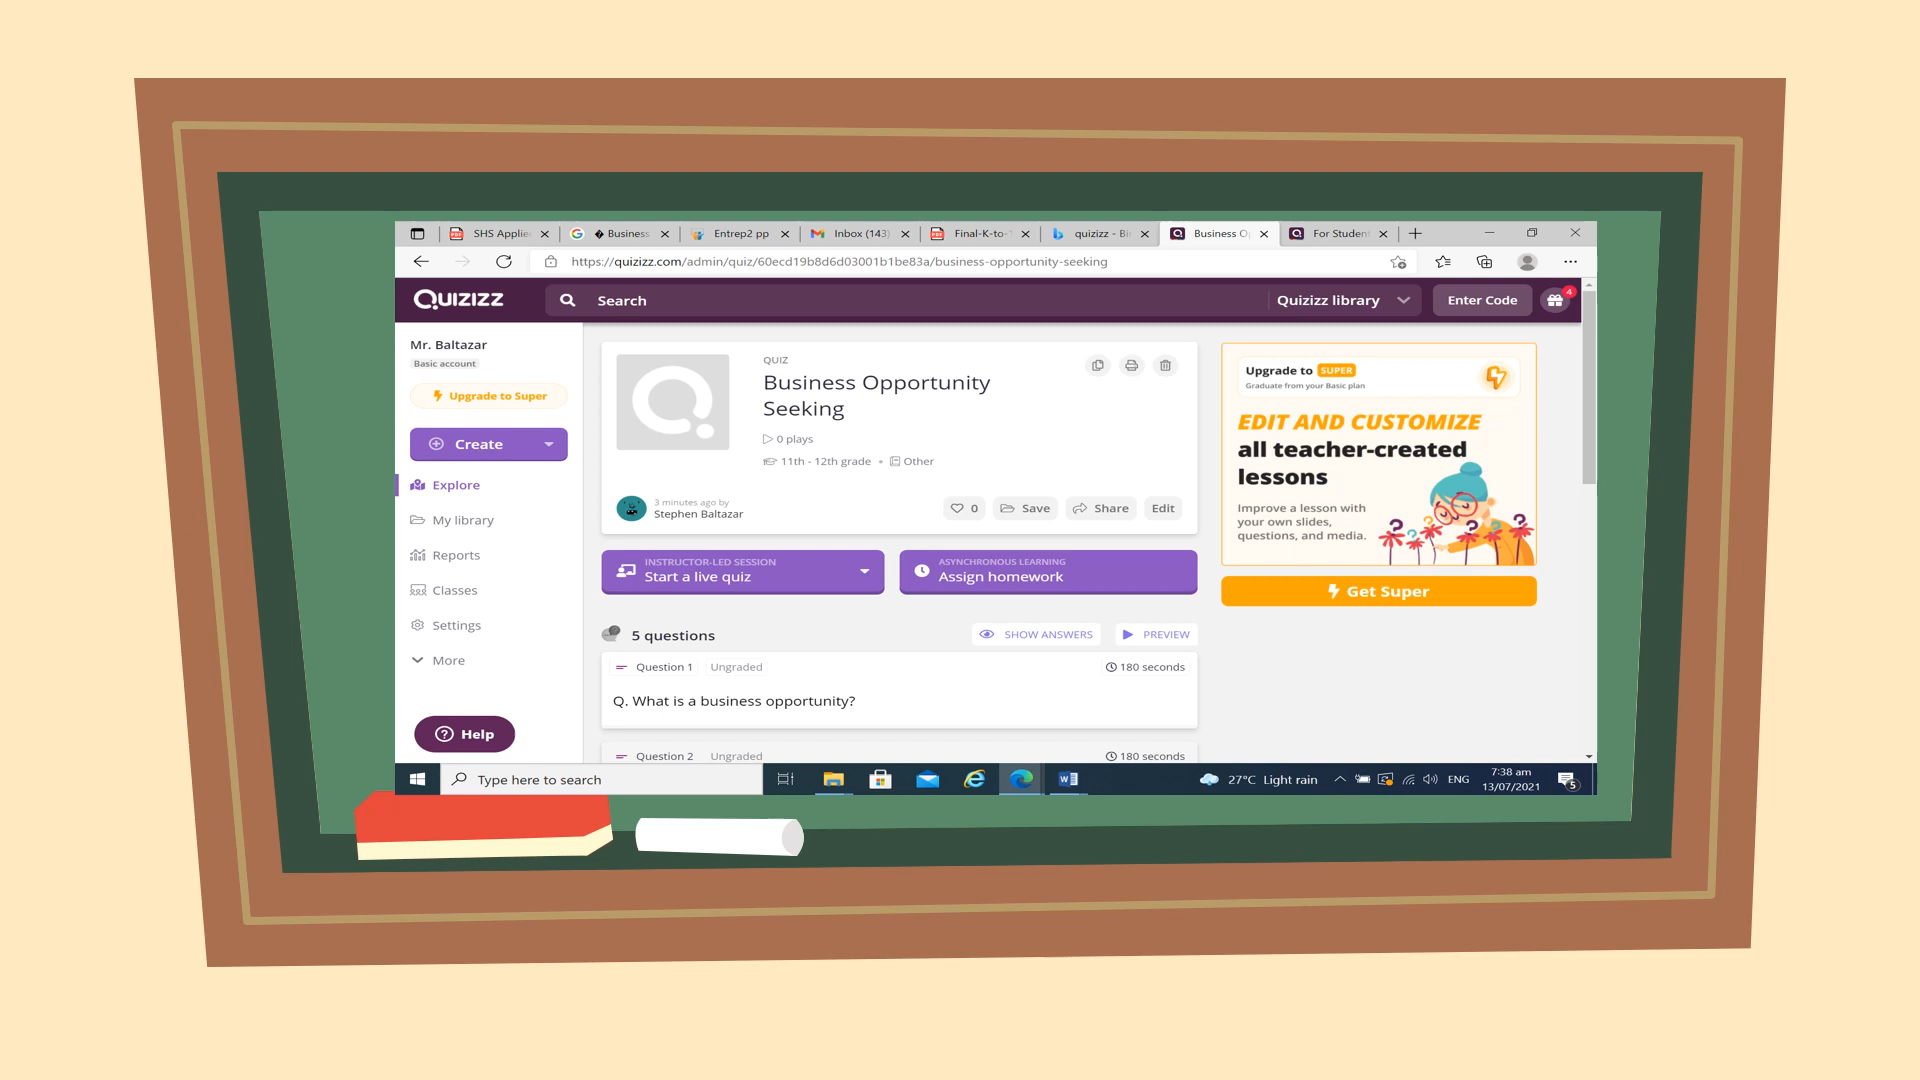 SHS Applie
� Business
Entrep2 pp
Inbox (143)
Final-K-to-1
quizizz - Bi
Business O
For Student
https://quizizz.com/admin/quiz/60ecd19b8d6d03001b1be83a/business-opportunity-seeking
QUIZIZZ
Search
Quizizz library
Enter Code
4
Mr. Baltazar
Basic account
Upgrade to Super
Create
Explore
My library
Reports
Classes
Settings
More
Help
QUIZ
Business Opportunity
Seeking
0 plays
11th - 12th grade • Other
3 minutes ago by
Stephen Baltazar
0
Save
Share
Edit
INSTRUCTOR-LED SESSION
Start a live quiz
ASYNCHRONOUS LEARNING
Assign homework
5 questions
SHOW ANSWERS
PREVIEW
Question 1 Ungraded 180 seconds
Q. What is a business opportunity?
Question 2 Ungraded 180 seconds
Upgrade to SUPER
Graduate from your Basic plan
EDIT AND CUSTOMIZE
all teacher-created
lessons
Improve a lesson with
your own slides,
questions, and media.
Get Super
Type here to search
27°C Light rain
ENG
7:38 am
13/07/2021
5